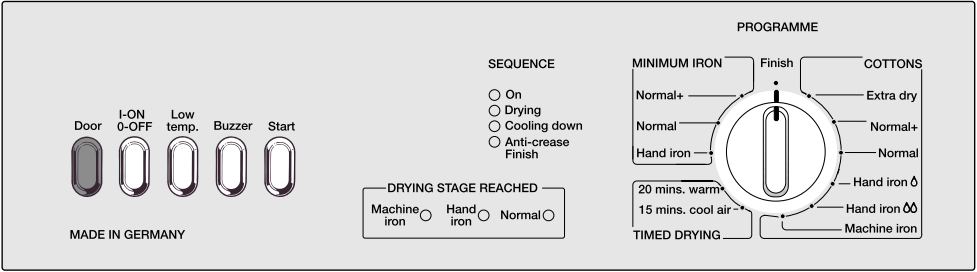 Door
I-ON
0-OFF
Low
temp.
Buzzer
Start
MADE IN GERMANY
SEQUENCE
On
Drying
Cooling down
Anti-crease
Finish
DRYING STAGE REACHED
Machine
iron
Hand
iron
Normal
PROGRAMME
Finish
MINIMUM IRON
Normal+
Normal
Hand iron
20 mins. warm
15 mins. cool air
TIMED DRYING
COTTONS
Extra dry
Normal+
Normal
Hand iron
Hand iron
Machine iron